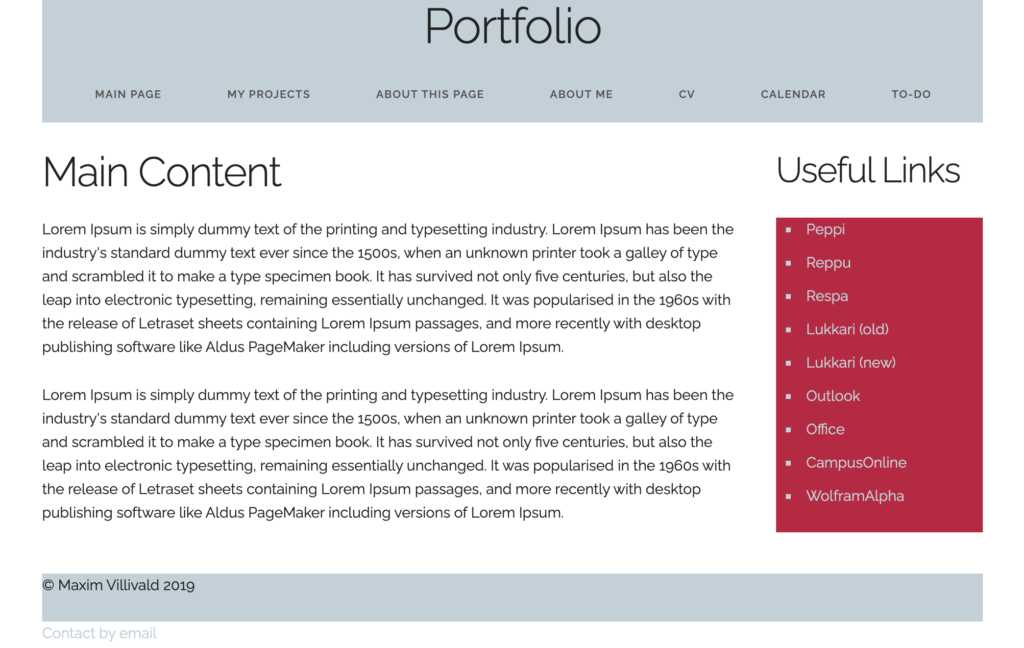 Portfolio
MAIN PAGE MY PROJECTS ABOUT THIS PAGE ABOUT ME CV CALENDAR TO-DO
Main Content
Lorem Ipsum is simply dummy text of the printing and typesetting industry. Lorem Ipsum has been the
industry's standard dummy text ever since the 1500s, when an unknown printer took a galley of type
and scrambled it to make a type specimen book. It has survived not only five centuries, but also the
leap into electronic typesetting, remaining essentially unchanged. It was popularised in the 1960s with
the release of Letraset sheets containing Lorem Ipsum passages, and more recently with desktop
publishing software like Aldus PageMaker including versions of Lorem Ipsum.
Lorem Ipsum is simply dummy text of the printing and typesetting industry. Lorem Ipsum has been the
industry's standard dummy text ever since the 1500s, when an unknown printer took a galley of type
and scrambled it to make a type specimen book. It has survived not only five centuries, but also the
leap into electronic typesetting, remaining essentially unchanged. It was popularised in the 1960s with
the release of Letraset sheets containing Lorem Ipsum passages, and more recently with desktop
publishing software like Aldus PageMaker including versions of Lorem Ipsum.
Useful Links
Peppi
Reppu
Respa
Lukkari (old)
Lukkari (new)
Outlook
Office
CampusOnline
WolframAlpha
© Maxim Villivald 2019
Contact by email